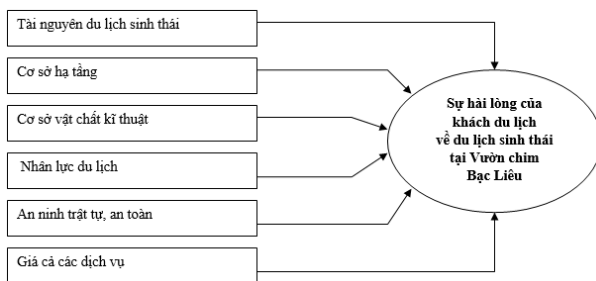 Tài nguyên du lịch sinh thái
Cơ sở hạ tầng
Cơ sở vật chất kĩ thuật
Nhân lực du lịch
An ninh trật tự, an toàn
Giá cả các dịch vụ
Sự hài lòng của
khách du lịch
về du lịch sinh thái
tại Vườn chim
Bạc Liêu